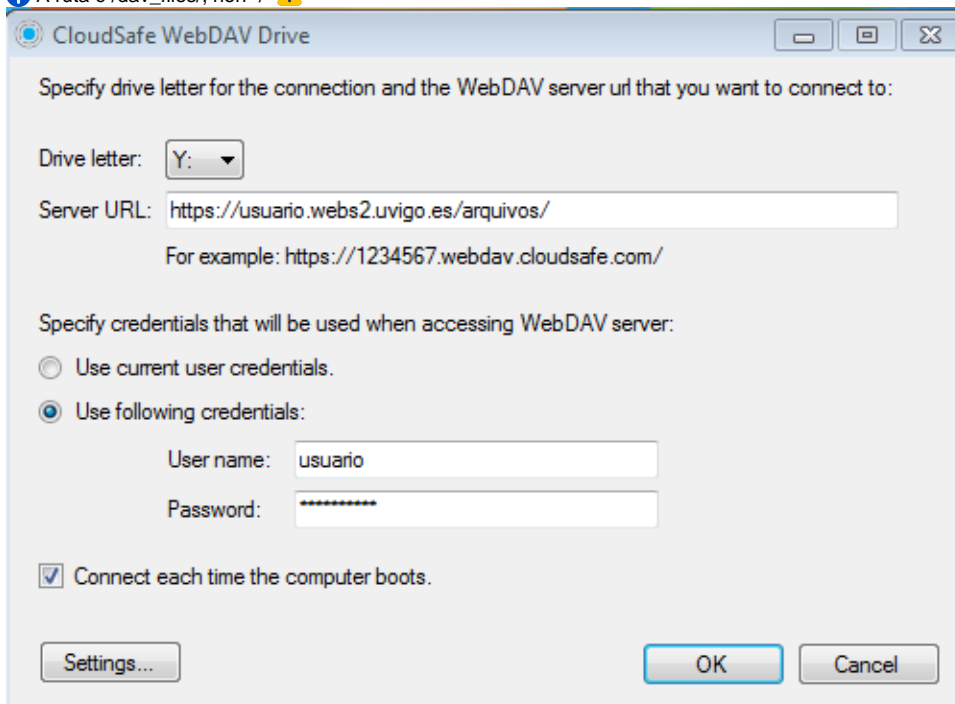 A ruta é /dav_files/, non "/"
CloudSafe WebDAV Drive
Specify drive letter for the connection and the WebDAV server url that you want to connect to:
Drive letter: Y:
Server URL: https://usuario.webs2.uvigo.es/arquivos/
For example: https://1234567.webdav.cloudsafe.com/
Specify credentials that will be used when accessing WebDAV server:
Use current user credentials.
Use following credentials:
User name: usuario
Password: **********
Connect each time the computer boots.
Settings...
OK Cancel